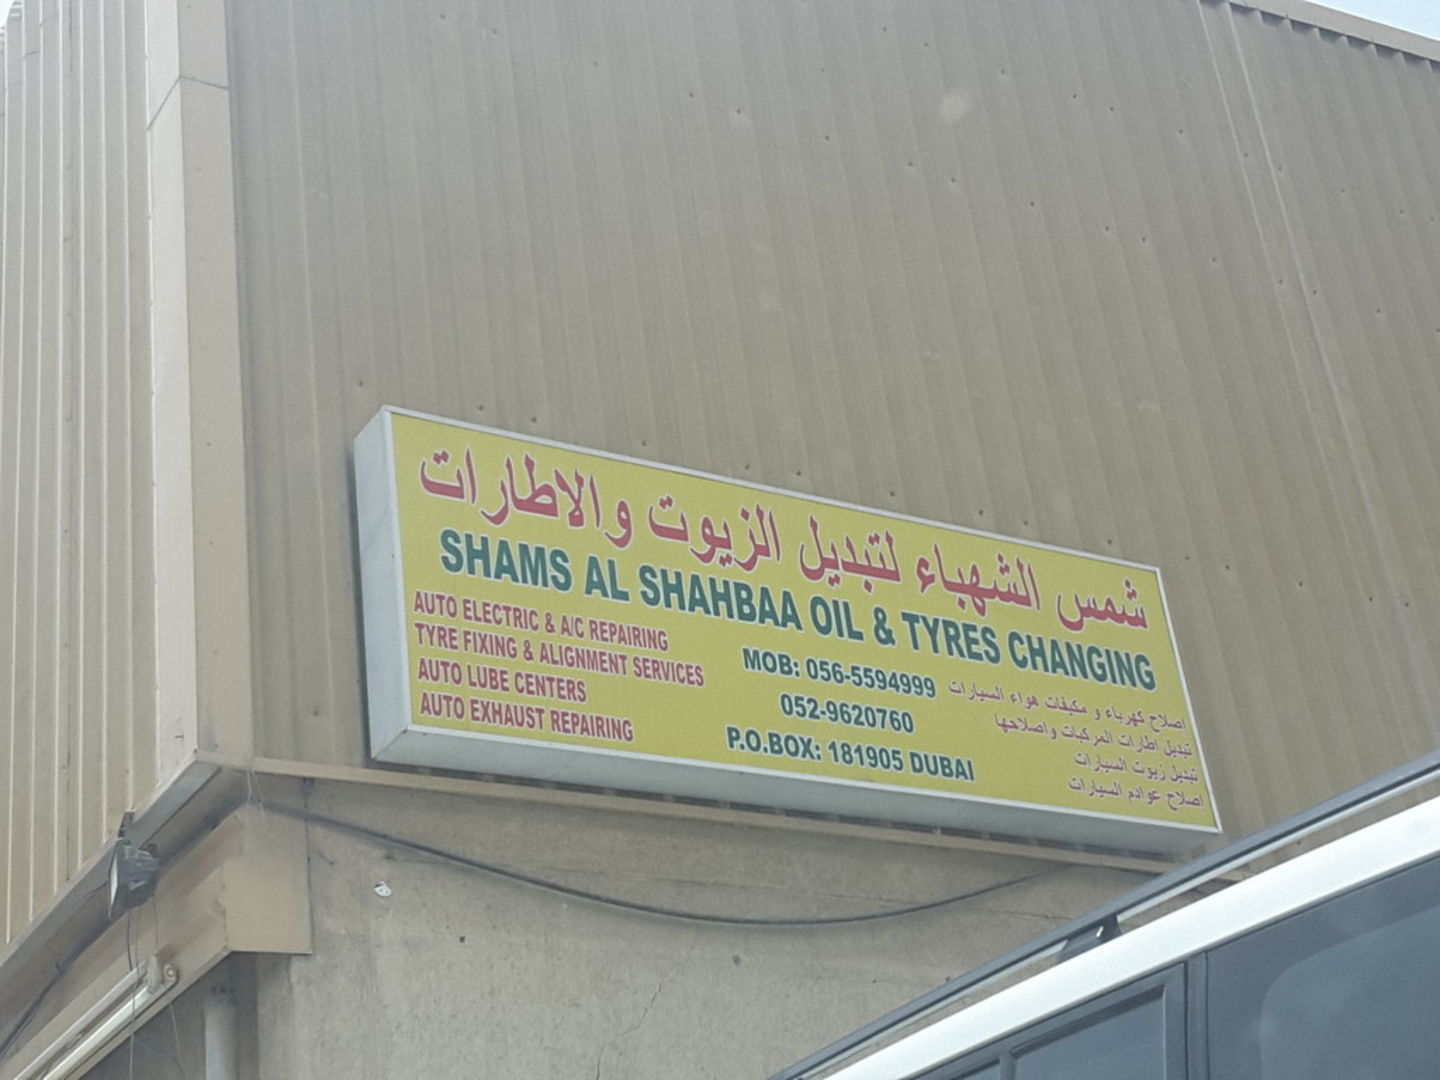 شمس الشهباء لتبديل الزيوت والاطارات
SHAMS AL SHAHBAA OIL & TYRES CHANGING
AUTO ELECTRIC & A/C REPAIRING
TYRE FIXING & ALIGNMENT SERVICES
AUTO LUBE CENTERS
AUTO EXHAUST REPAIRING
MOB: 056-5594999
052-9620760
P.O.BOX: 181905 DUBAI
إصلاح كهرباء و مكيفات هواء السيارات
تبديل اطارات المركبات واصلاحها
تبديل زيوت السيارات
اصلاح عوادم السيارات